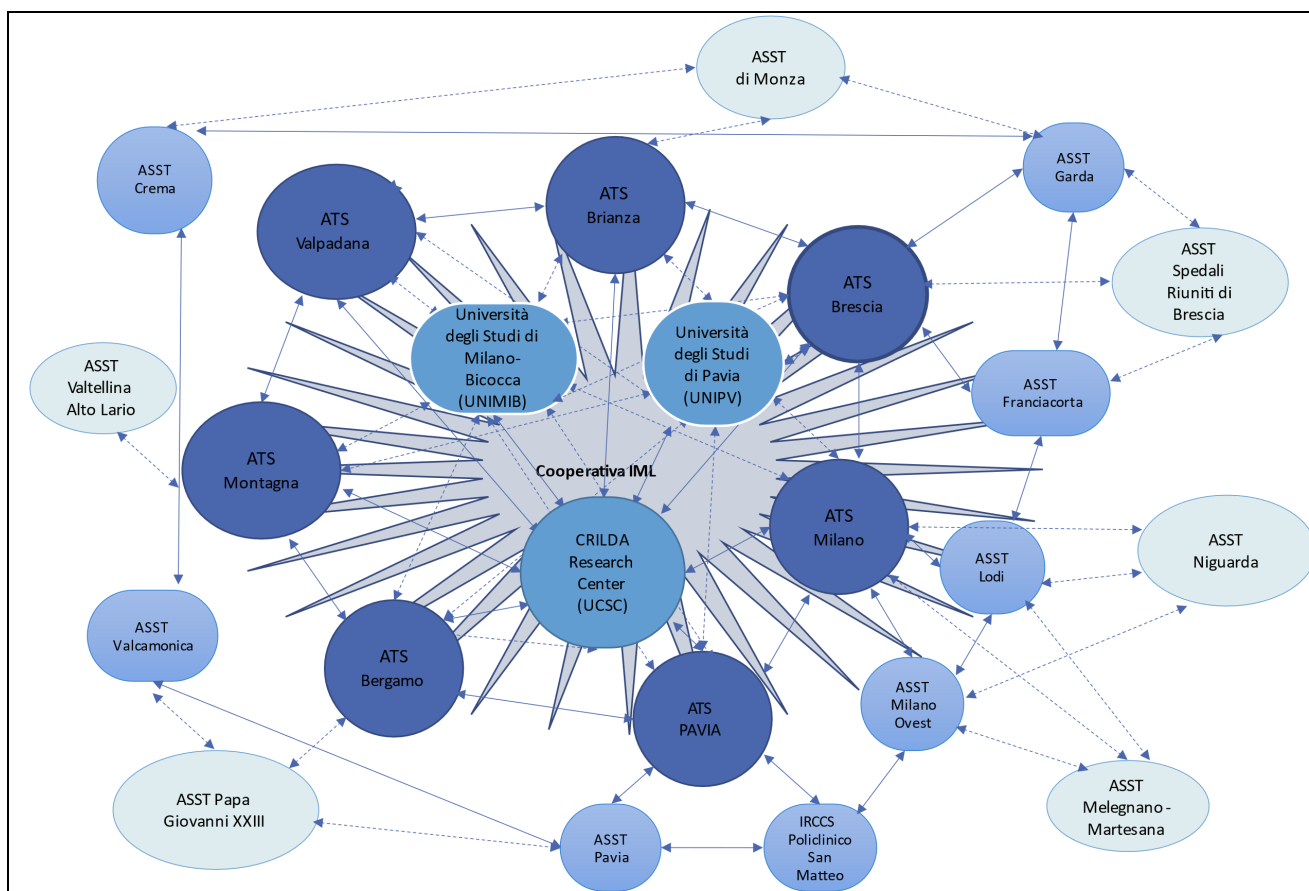 ASST
di Monza
ASST
Crema
ASST
Garda
ATS
Valpadana
ATS
Brianza
ATS
Brescia
ASST
Spedali
Riuniti di
Brescia
Università
degli Studi di
Milano-
Bicocca
(UNIMIB)
Università
degli Studi
di Pavia
(UNIPV)
ASST
Valtellina
Alto Lario
ASST
Franciacorta
ATS
Montagna
Cooperativa IML
ATS
Milano
CRILDA
Research
Center
(UCSC)
ASST
Lodi
ASST
Niguarda
ASST
Valcamonica
ATS
Bergamo
ATS
PAVIA
ASST
Milano
Ovest
ASST Papa
Giovanni XXIII
ASST
Pavia
IRCCS
Policlinico
San
Matteo
ASST
Melegnano -
Martesana